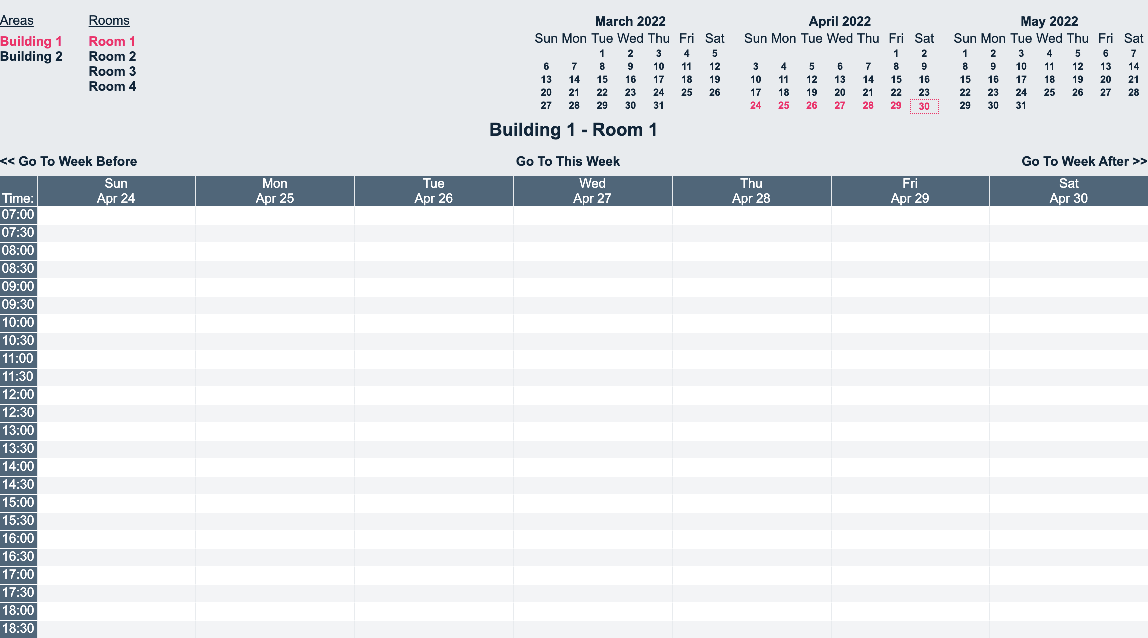 Areas Rooms
Building 1 Room 1
Building 2 Room 2
Room 3
Room 4
March 2022
Sun Mon Tue Wed Thu Fri Sat
1 2 3 4 5
6 7 8 9 10 11 12
13 14 15 16 17 18 19
20 21 22 23 24 25 26
27 28 29 30 31
April 2022
Sun Mon Tue Wed Thu Fri Sat
1 2
3 4 5 6 7 8 9
10 11 12 13 14 15 16
17 18 19 20 21 22 23
24 25 26 27 28 29 30
May 2022
Sun Mon Tue Wed Thu Fri Sat
1 2 3 4 5 6 7
8 9 10 11 12 13 14
15 16 17 18 19 20 21
22 23 24 25 26 27 28
29 30 31
Building 1 - Room 1
<< Go To Week Before Go To This Week Go To Week After >>
Sun Mon Tue Wed Thu Fri Sat
Time: Apr 24 Apr 25 Apr 26 Apr 27 Apr 28 Apr 29 Apr 30
07:00
07:30
08:00
08:30
09:00
09:30
10:00
10:30
11:00
11:30
12:00
12:30
13:00
13:30
14:00
14:30
15:00
15:30
16:00
16:30
17:00
17:30
18:00
18:30